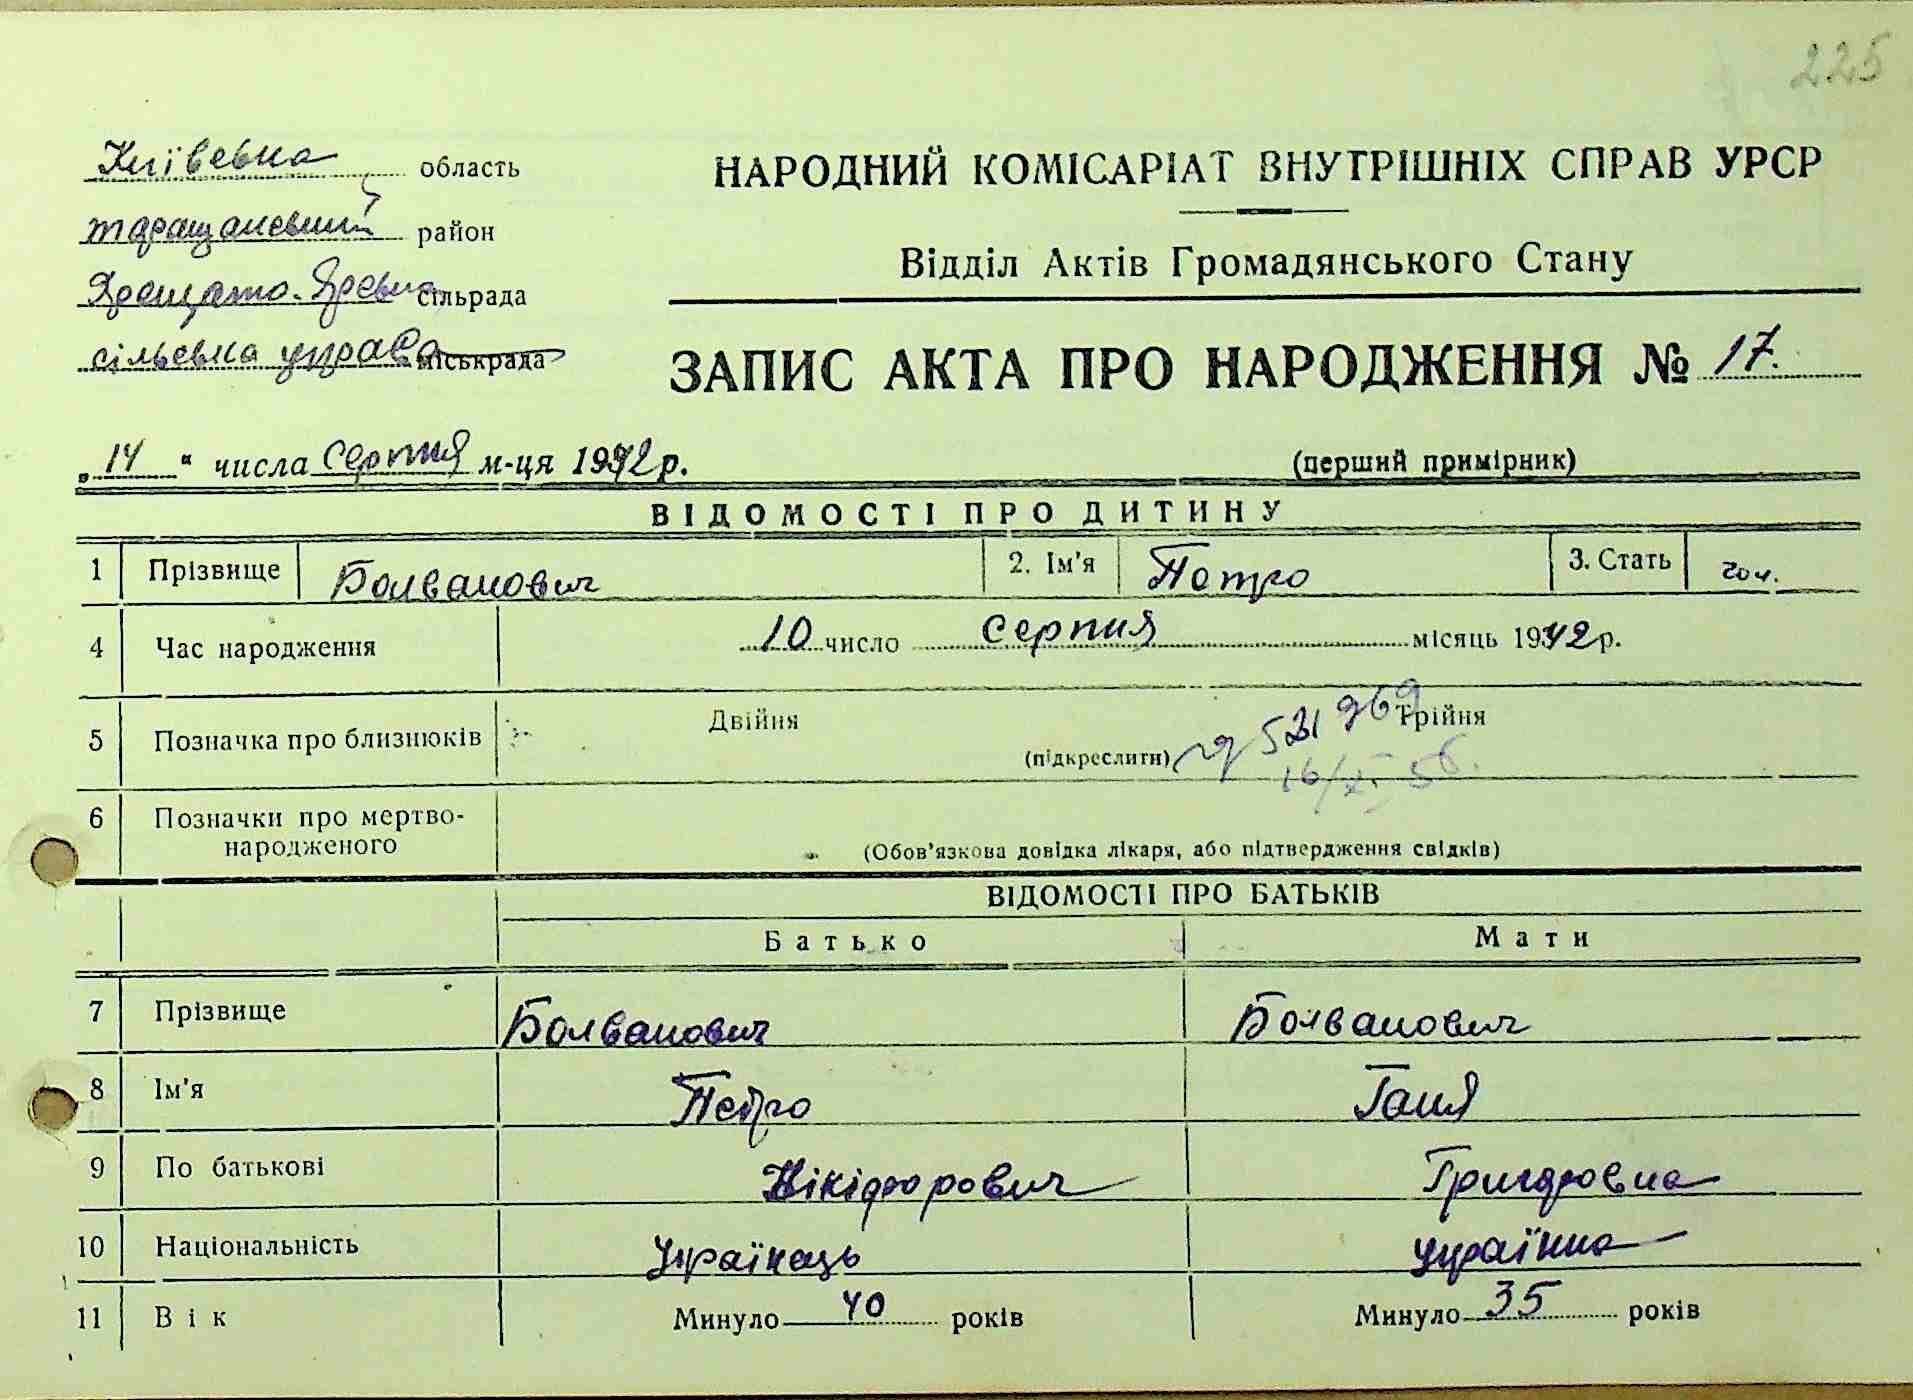 225
Київська область
Таращанський район
Хрещато-Яревка сільрада
сільська управа міськрада
НАРОДНИЙ КОМІСАРІАТ ВНУТРІШНІХ СПРАВ УРСР
Відділ Актів Громадянського Стану
ЗАПИС АКТА ПРО НАРОДЖЕННЯ № 17.
„14“ числа серпня м-ця 1942 р.
(перший примірник)
ВІДОМОСТІ ПРО ДИТИНУ
1 Прізвище Болванович 2. Ім'я Петро 3. Стать чол.
4 Час народження 10 число серпня місяць 1942 р.
5 Позначка про близнюків Двійня (підкреслити) Трійня
521969
16/XI 56.
6 Позначки про мертво-
народженого (Обов'язкова довідка лікаря, або підтвердження свідків)
ВІДОМОСТІ ПРО БАТЬКІВ
Батько Мати
7 Прізвище Болванович Болванович
8 Ім'я Петро Ганя
9 По батькові Нікіфорович Григоровна
10 Національність Українець українка
11 Вік Минуло 40 років Минуло 35 років